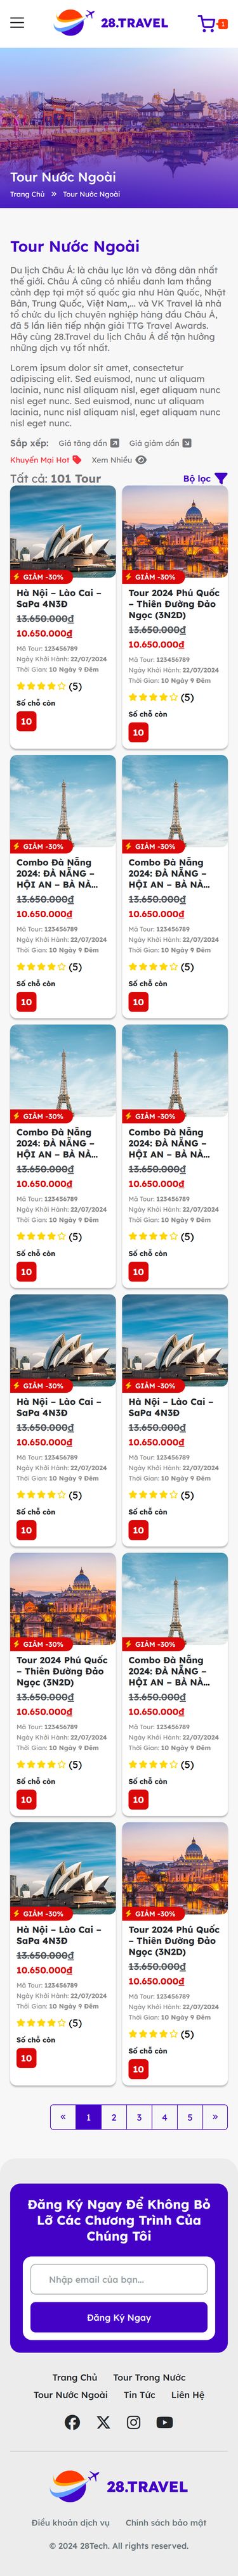 28.TRAVEL
1
Tour Nước Ngoài
Trang Chủ » Tour Nước Ngoài
Tour Nước Ngoài
Du lịch Châu Á: là châu lục lớn và đông dân nhất
thế giới. Châu Á cũng có nhiều danh lam thắng
cảnh đẹp tại một số quốc gia như Hàn Quốc, Nhật
Bản, Trung Quốc, Việt Nam,... và VK Travel là nhà
tổ chức du lịch chuyên nghiệp hàng đầu Châu Á,
đã 5 lần liên tiếp nhận giải TTG Travel Awards.
Hãy cùng 28.Travel du lịch Châu Á để tận hưởng
những dịch vụ tốt nhất.
Lorem ipsum dolor sit amet, consectetur
adipiscing elit. Sed euismod, nunc ut aliquam
lacinia, nunc nisl aliquam nisl, eget aliquam nunc
nisl eget nunc. Sed euismod, nunc ut aliquam
lacinia, nunc nisl aliquam nisl, eget aliquam nunc
nisl eget nunc.
Sắp xếp: Giá tăng dần Giá giảm dần
Khuyến Mại Hot Xem Nhiều
Tất cả: 101 Tour Bộ lọc
GIẢM -30%
Hà Nội – Lào Cai –
SaPa 4N3Đ
13.650.000₫
10.650.000₫
Mã Tour: 123456789
Ngày Khởi Hành: 22/07/2024
Thời Gian: 10 Ngày 9 Đêm
(5)
Số chỗ còn
10
GIẢM -30%
Tour 2024 Phú Quốc
– Thiên Đường Đảo
Ngọc (3N2D)
13.650.000₫
10.650.000₫
Mã Tour: 123456789
Ngày Khởi Hành: 22/07/2024
Thời Gian: 10 Ngày 9 Đêm
(5)
Số chỗ còn
10
GIẢM -30%
Combo Đà Nẵng
2024: ĐÀ NẴNG –
HỘI AN – BÀ NÀ...
13.650.000₫
10.650.000₫
Mã Tour: 123456789
Ngày Khởi Hành: 22/07/2024
Thời Gian: 10 Ngày 9 Đêm
(5)
Số chỗ còn
10
GIẢM -30%
Combo Đà Nẵng
2024: ĐÀ NẴNG –
HỘI AN – BÀ NÀ...
13.650.000₫
10.650.000₫
Mã Tour: 123456789
Ngày Khởi Hành: 22/07/2024
Thời Gian: 10 Ngày 9 Đêm
(5)
Số chỗ còn
10
GIẢM -30%
Combo Đà Nẵng
2024: ĐÀ NẴNG –
HỘI AN – BÀ NÀ...
13.650.000₫
10.650.000₫
Mã Tour: 123456789
Ngày Khởi Hành: 22/07/2024
Thời Gian: 10 Ngày 9 Đêm
(5)
Số chỗ còn
10
GIẢM -30%
Combo Đà Nẵng
2024: ĐÀ NẴNG –
HỘI AN – BÀ NÀ...
13.650.000₫
10.650.000₫
Mã Tour: 123456789
Ngày Khởi Hành: 22/07/2024
Thời Gian: 10 Ngày 9 Đêm
(5)
Số chỗ còn
10
GIẢM -30%
Hà Nội – Lào Cai –
SaPa 4N3Đ
13.650.000₫
10.650.000₫
Mã Tour: 123456789
Ngày Khởi Hành: 22/07/2024
Thời Gian: 10 Ngày 9 Đêm
(5)
Số chỗ còn
10
GIẢM -30%
Hà Nội – Lào Cai –
SaPa 4N3Đ
13.650.000₫
10.650.000₫
Mã Tour: 123456789
Ngày Khởi Hành: 22/07/2024
Thời Gian: 10 Ngày 9 Đêm
(5)
Số chỗ còn
10
GIẢM -30%
Tour 2024 Phú Quốc
– Thiên Đường Đảo
Ngọc (3N2D)
13.650.000₫
10.650.000₫
Mã Tour: 123456789
Ngày Khởi Hành: 22/07/2024
Thời Gian: 10 Ngày 9 Đêm
(5)
Số chỗ còn
10
GIẢM -30%
Combo Đà Nẵng
2024: ĐÀ NẴNG –
HỘI AN – BÀ NÀ...
13.650.000₫
10.650.000₫
Mã Tour: 123456789
Ngày Khởi Hành: 22/07/2024
Thời Gian: 10 Ngày 9 Đêm
(5)
Số chỗ còn
10
GIẢM -30%
Hà Nội – Lào Cai –
SaPa 4N3Đ
13.650.000₫
10.650.000₫
Mã Tour: 123456789
Ngày Khởi Hành: 22/07/2024
Thời Gian: 10 Ngày 9 Đêm
(5)
Số chỗ còn
10
GIẢM -30%
Tour 2024 Phú Quốc
– Thiên Đường Đảo
Ngọc (3N2D)
13.650.000₫
10.650.000₫
Mã Tour: 123456789
Ngày Khởi Hành: 22/07/2024
Thời Gian: 10 Ngày 9 Đêm
(5)
Số chỗ còn
10
« 1 2 3 4 5 »
Đăng Ký Ngay Để Không Bỏ
Lỡ Các Chương Trình Của
Chúng Tôi
Nhập email của bạn...
Đăng Ký Ngay
Trang Chủ Tour Trong Nước
Tour Nước Ngoài Tin Tức Liên Hệ
28.TRAVEL
Điều khoản dịch vụ Chính sách bảo mật
© 2024 28Tech. All rights reserved.